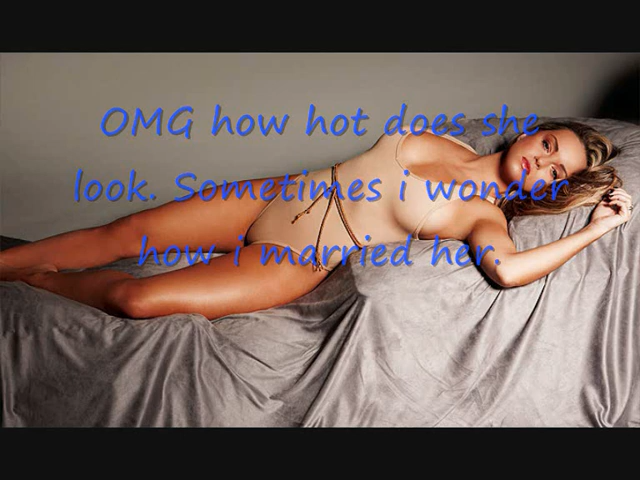 OMG how hot does she
look. Sometimes i wonder
how i married her.